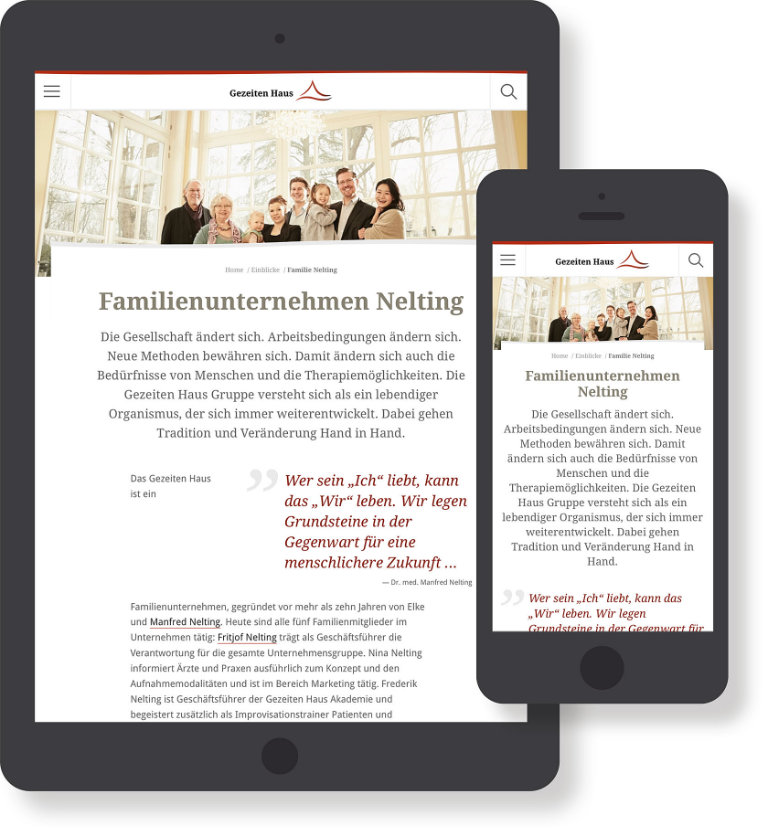 Gezeiten Haus
Home / Einblicke / Familie Nelting
Familienunternehmen Nelting
Die Gesellschaft ändert sich. Arbeitsbedingungen ändern sich.
Neue Methoden bewähren sich. Damit ändern sich auch die
Bedürfnisse von Menschen und die Therapiemöglichkeiten. Die
Gezeiten Haus Gruppe versteht sich als ein lebendiger
Organismus, der sich immer weiterentwickelt. Dabei gehen
Tradition und Veränderung Hand in Hand.
Das Gezeiten Haus
ist ein
” Wer sein „Ich“ liebt, kann
das „Wir“ leben. Wir legen
Grundsteine in der
Gegenwart für eine
menschlichere Zukunft ...
— Dr. med. Manfred Nelting
Familienunternehmen, gegründet vor mehr als zehn Jahren von Elke
und Manfred Nelting. Heute sind alle fünf Familienmitglieder im
Unternehmen tätig: Fritjof Nelting trägt als Geschäftsführer die
Verantwortung für die gesamte Unternehmensgruppe. Nina Nelting
informiert Ärzte und Praxen ausführlich zum Konzept und den
Aufnahmemodalitäten und ist im Bereich Marketing tätig. Frederik
Nelting ist Geschäftsführer der Gezeiten Haus Akademie und
begeistert zusätzlich als Improvisationstrainer Patienten und
Gezeiten Haus
Home / Einblicke / Familie Nelting
Familienunternehmen
Nelting
Die Gesellschaft ändert sich.
Arbeitsbedingungen ändern sich. Neue
Methoden bewähren sich. Damit
ändern sich auch die Bedürfnisse von
Menschen und die
Therapiemöglichkeiten. Die Gezeiten
Haus Gruppe versteht sich als ein
lebendiger Organismus, der sich immer
weiterentwickelt. Dabei gehen
Tradition und Veränderung Hand in
Hand.
” Wer sein „Ich“ liebt, kann das
„Wir“ leben. Wir legen
Grundsteine in der Gegenwart für